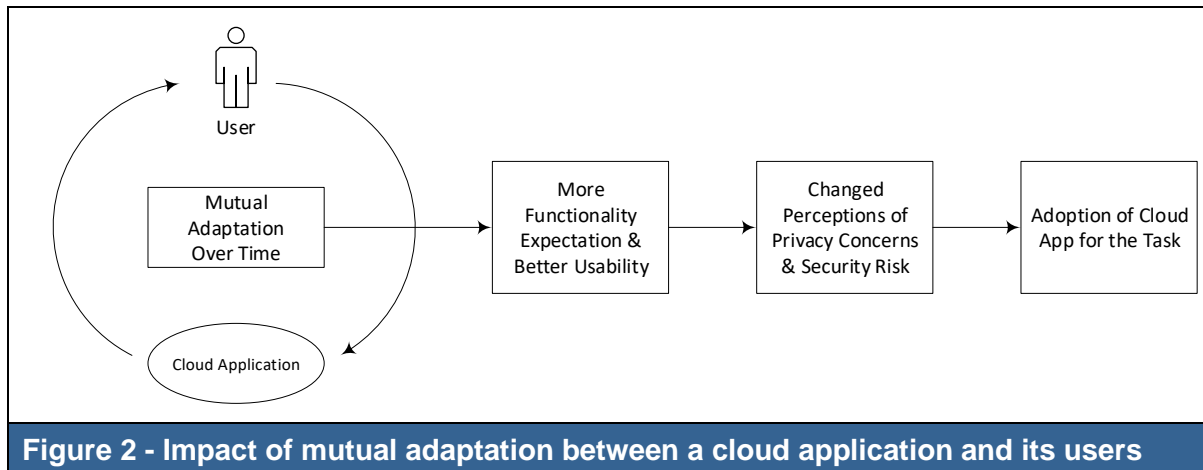 User
Mutual
Adaptation
Over Time
More
Functionality
Expectation &
Better Usability
Changed
Perceptions of
Privacy Concerns
& Security Risk
Adoption of Cloud
App for the Task
Cloud Application
Figure 2 - Impact of mutual adaptation between a cloud application and its users